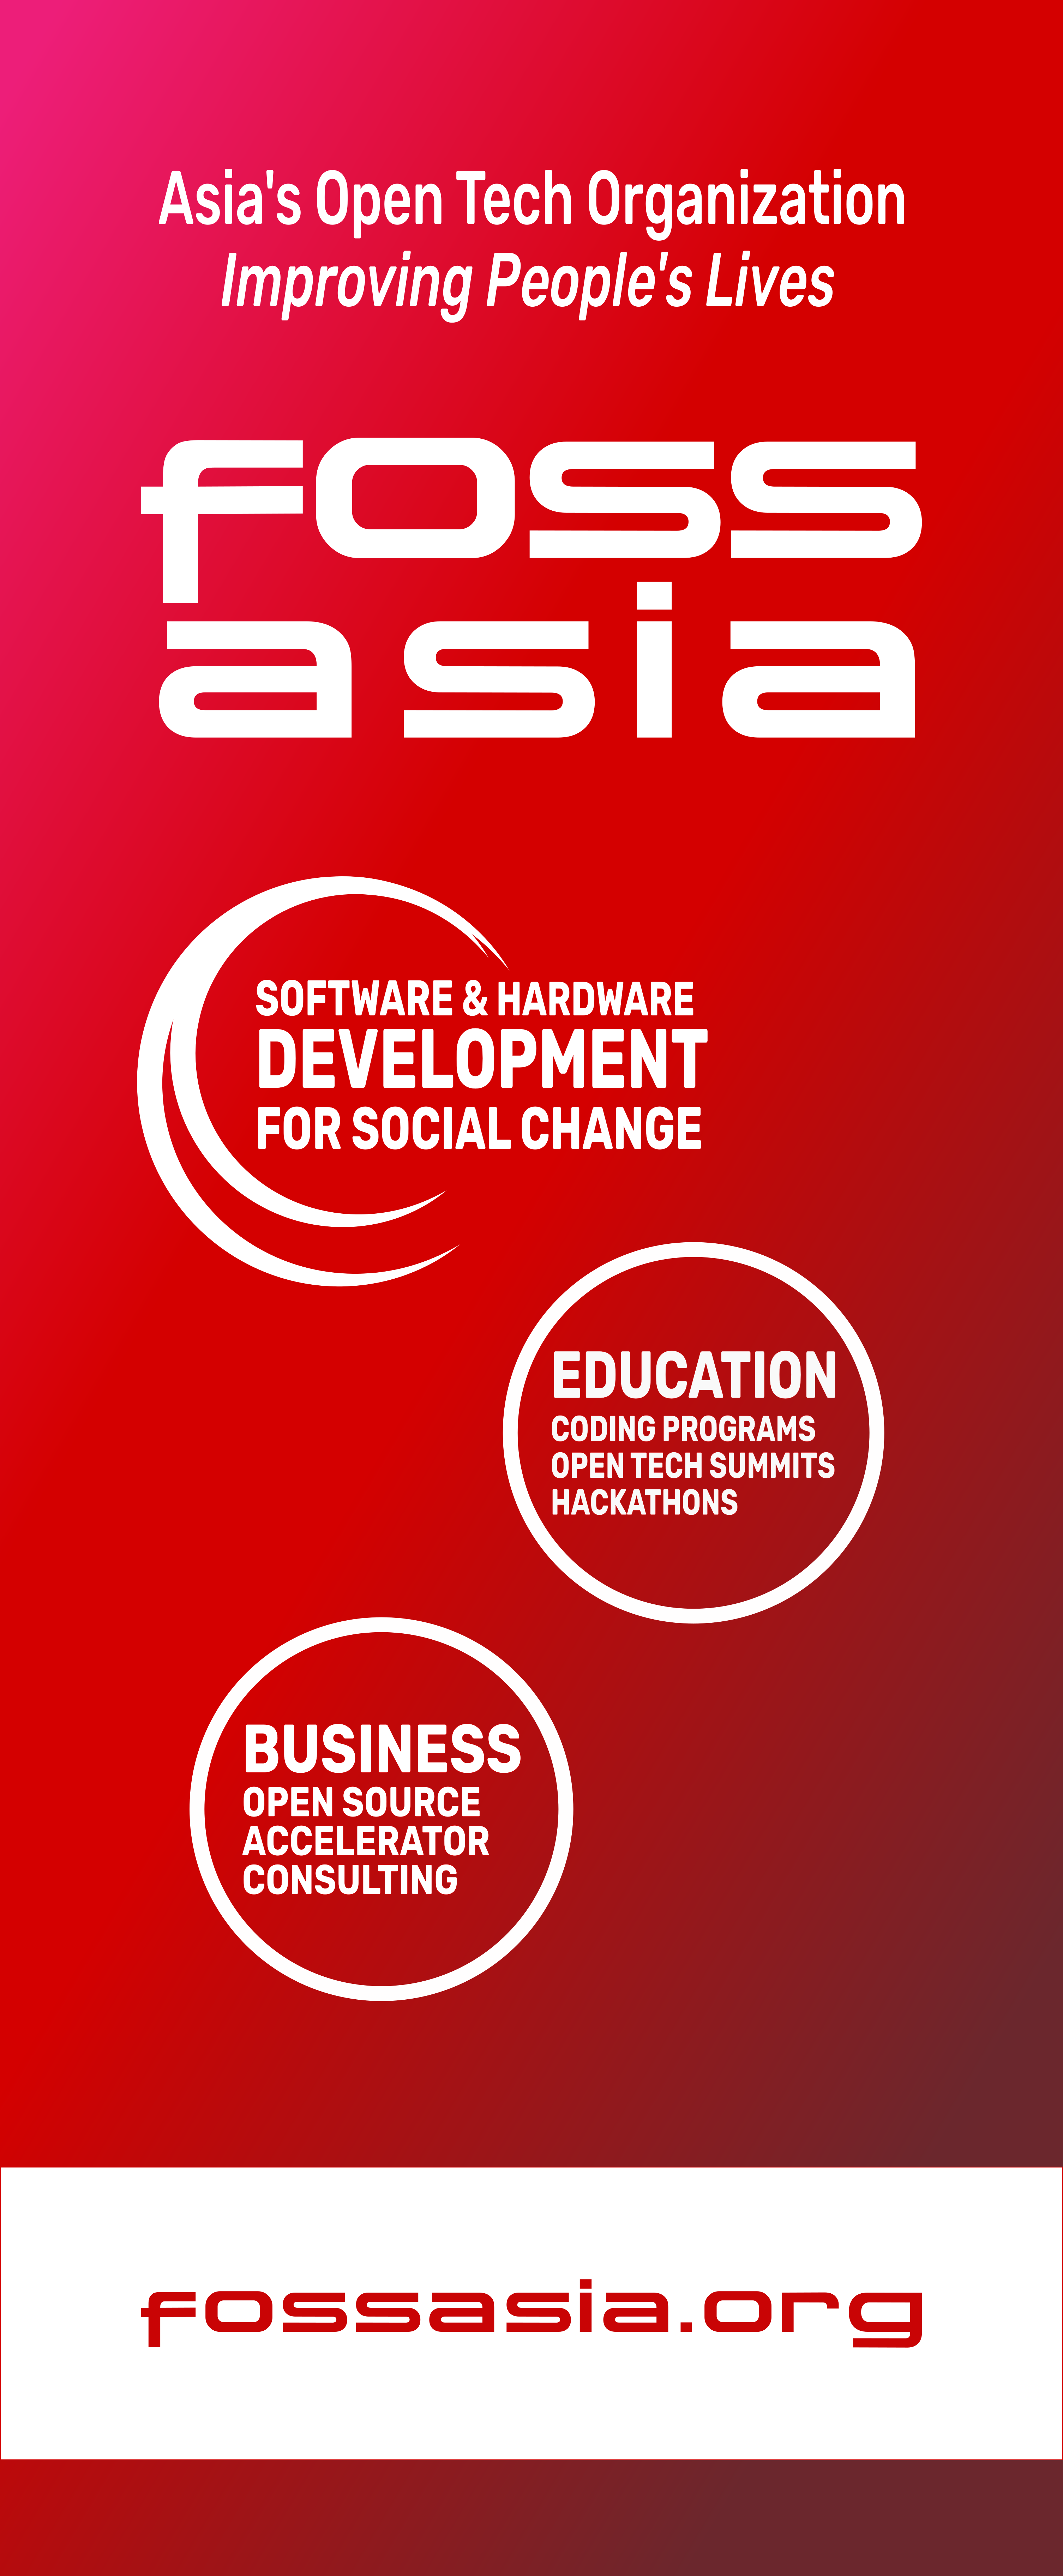 Asia's Open Tech Organization
Improving People's Lives
foss
asia
SOFTWARE & HARDWARE
DEVELOPMENT
FOR SOCIAL CHANGE
EDUCATION
CODING PROGRAMS
OPEN TECH SUMMITS
HACKATHONS
BUSINESS
OPEN SOURCE
ACCELERATOR
CONSULTING
fossasia.org